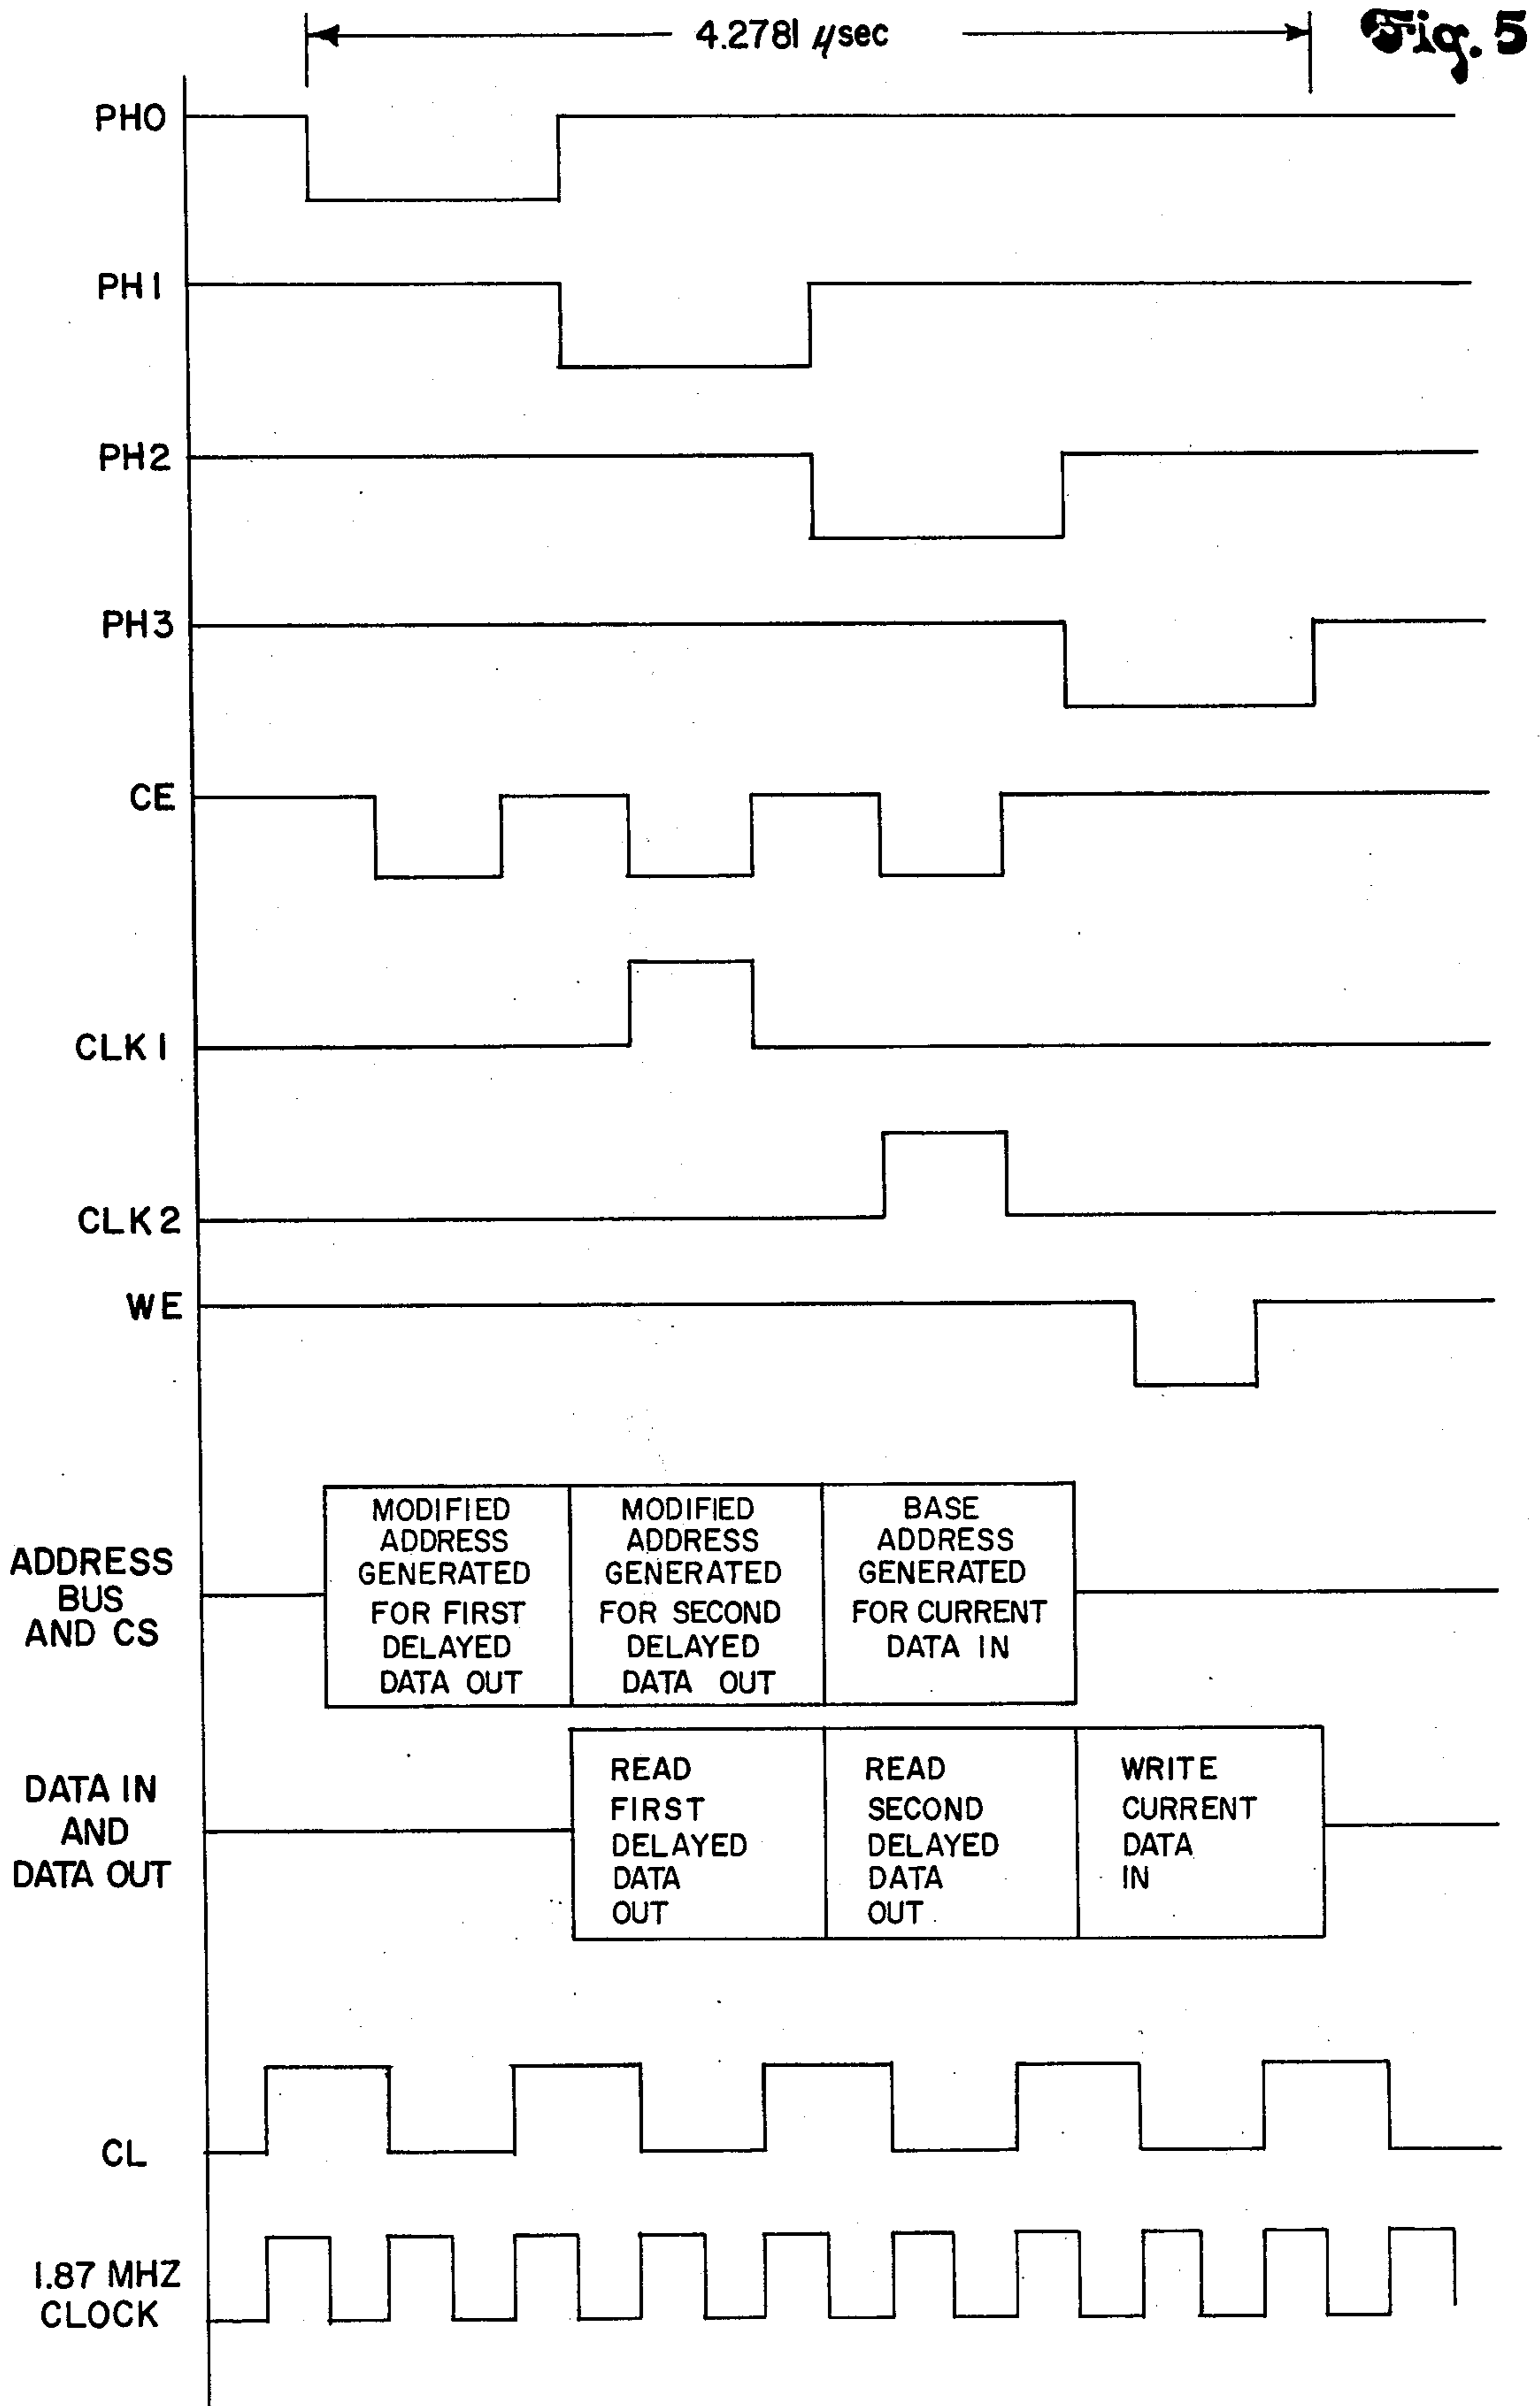 4.2781 μsec
Fig. 5
PH0
PH1
PH2
PH3
CE
CLK1
CLK2
WE
ADDRESS
BUS
AND CS
MODIFIED
ADDRESS
GENERATED
FOR FIRST
DELAYED
DATA OUT
MODIFIED
ADDRESS
GENERATED
FOR SECOND
DELAYED
DATA OUT
BASE
ADDRESS
GENERATED
FOR CURRENT
DATA IN
DATA IN
AND
DATA OUT
READ
FIRST
DELAYED
DATA
OUT
READ
SECOND
DELAYED
DATA
OUT
WRITE
CURRENT
DATA
IN
CL
1.87 MHZ
CLOCK